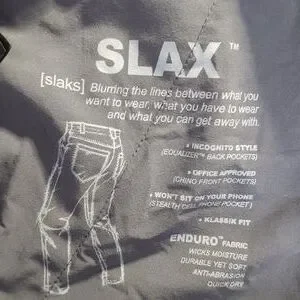 SLAX™
[slaks] Blurring the lines between what you
want to wear, what you have to wear
and what you can get away with.
• INCOGNITO STYLE
(EQUALIZER™ BACK POCKETS)
• OFFICE APPROVED
(CHINO FRONT POCKETS)
• WON'T SIT ON YOUR PHONE
(STEALTH CELL PHONE POCKET)
• KLASSIK FIT
ENDURO™ FABRIC
WICKS MOISTURE
DURABLE YET SOFT
ANTI-ABRASION
QUICK DRY